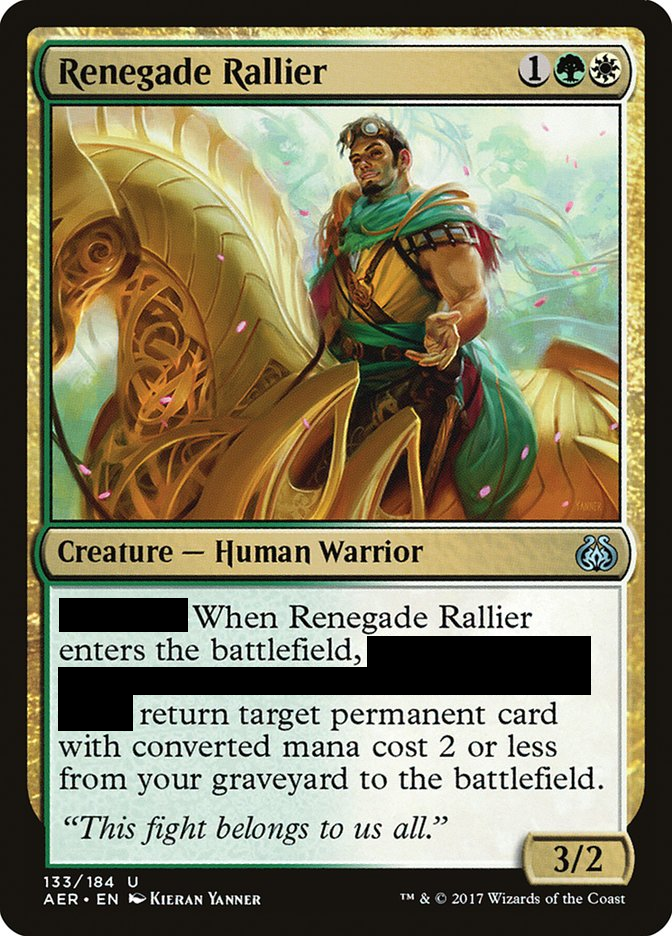 Renegade Rallier 1
YANNER
Creature — Human Warrior
When Renegade Rallier
enters the battlefield,
return target permanent card
with converted mana cost 2 or less
from your graveyard to the battlefield.
“This fight belongs to us all.”
3/2
133/184 U
AER • EN Kieran Yanner
™ & © 2017 Wizards of the Coast